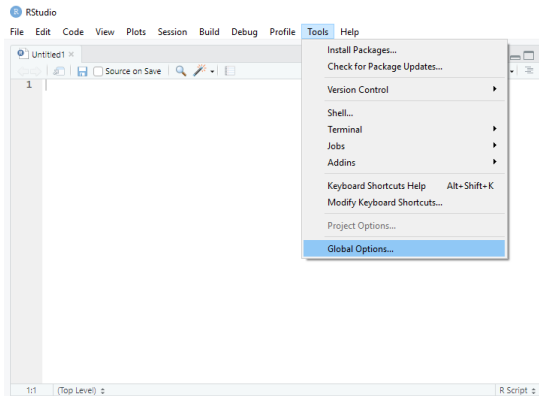 RStudio
File Edit Code View Plots Session Build Debug Profile Tools Help
Untitled1
Source on Save
1
Install Packages...
Check for Package Updates...
Version Control
Shell...
Terminal
Jobs
Addins
Keyboard Shortcuts Help Alt+Shift+K
Modify Keyboard Shortcuts...
Project Options...
Global Options...
1:1 (Top Level) R Script